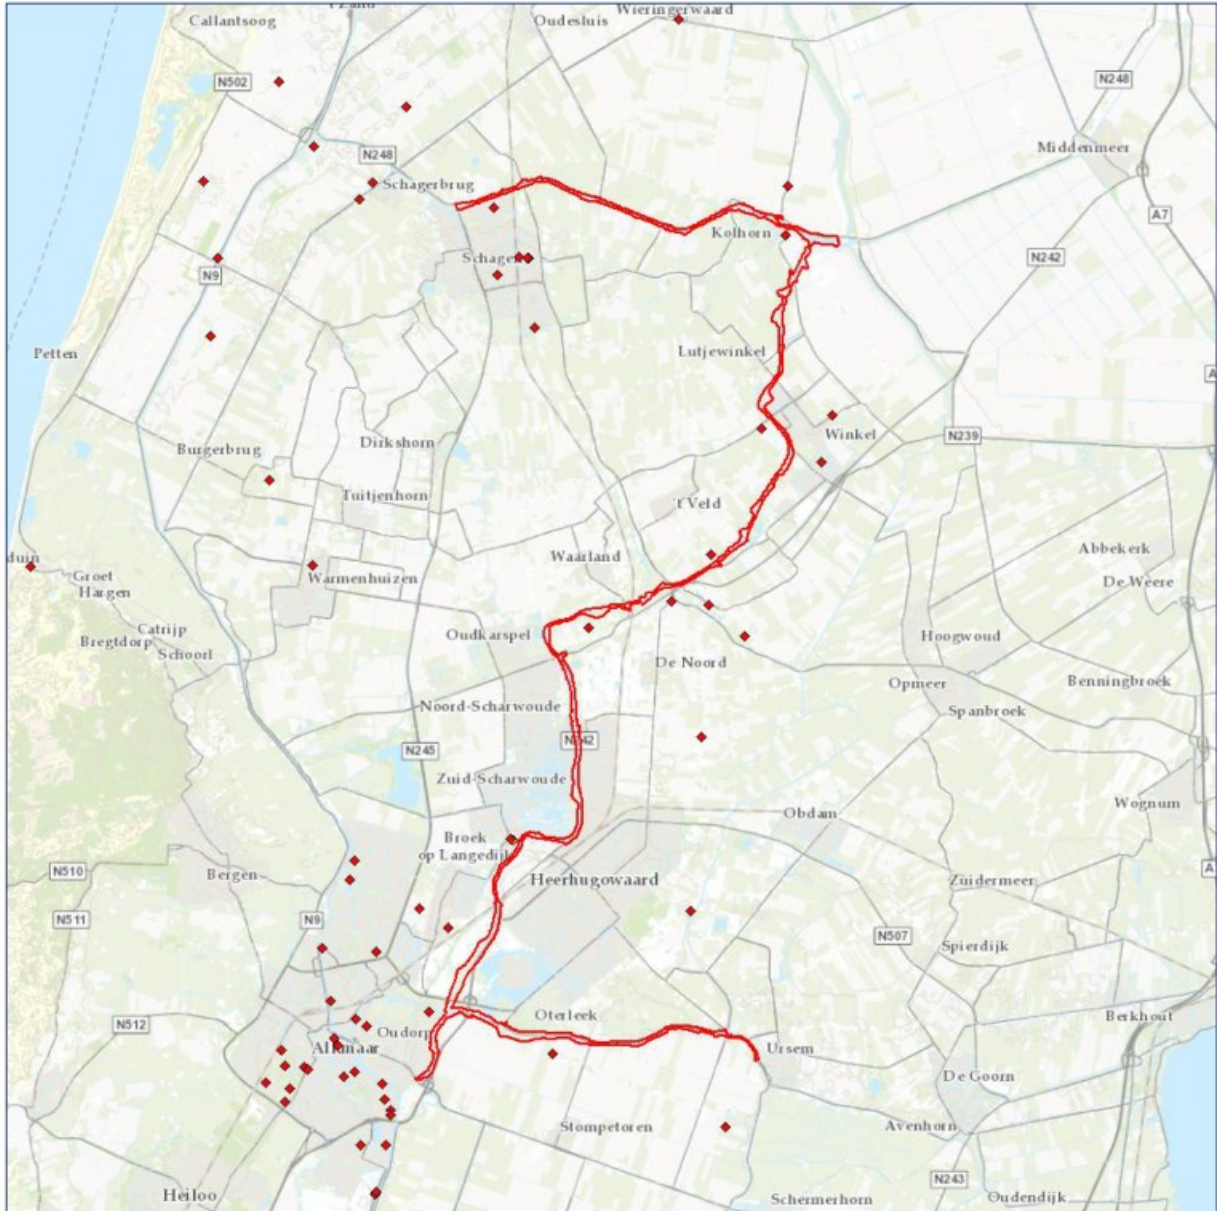 't Zand
Wieringerwaard
Callantsoog
Oudesluis
N502
N248
Middenmeer
N248
Schagerbrug
A7
Kolhorn
N242
Schagen
N9
Petten
Lutjewinkel
Winkel
N239
Dirkshorn
Burgerbrug
Tuitjenhorn
't Veld
Waarland
Abbekerk
duin
Groet
Hargen
Warmenhuizen
De Weere
Catrijp
Bregtdorp
Schoorl
Oudkarspel
Hoogwoud
De Noord
Opmeer
Benningbroek
Noord-Scharwoude
Spanbroek
N245
N242
Zuid-Scharwoude
Wognum
Obdam
Broek
op Langedijk
N510
Bergen
Heerhugowaard
Zuidermeer
N511
N9
N507
Spierdijk
N512
Oudorp
Oterleek
Berkhout
Alkmaar
Ursem
De Goorn
Stompetoren
Avenhorn
Heiloo
N243
Schermerhorn
Oudendijk